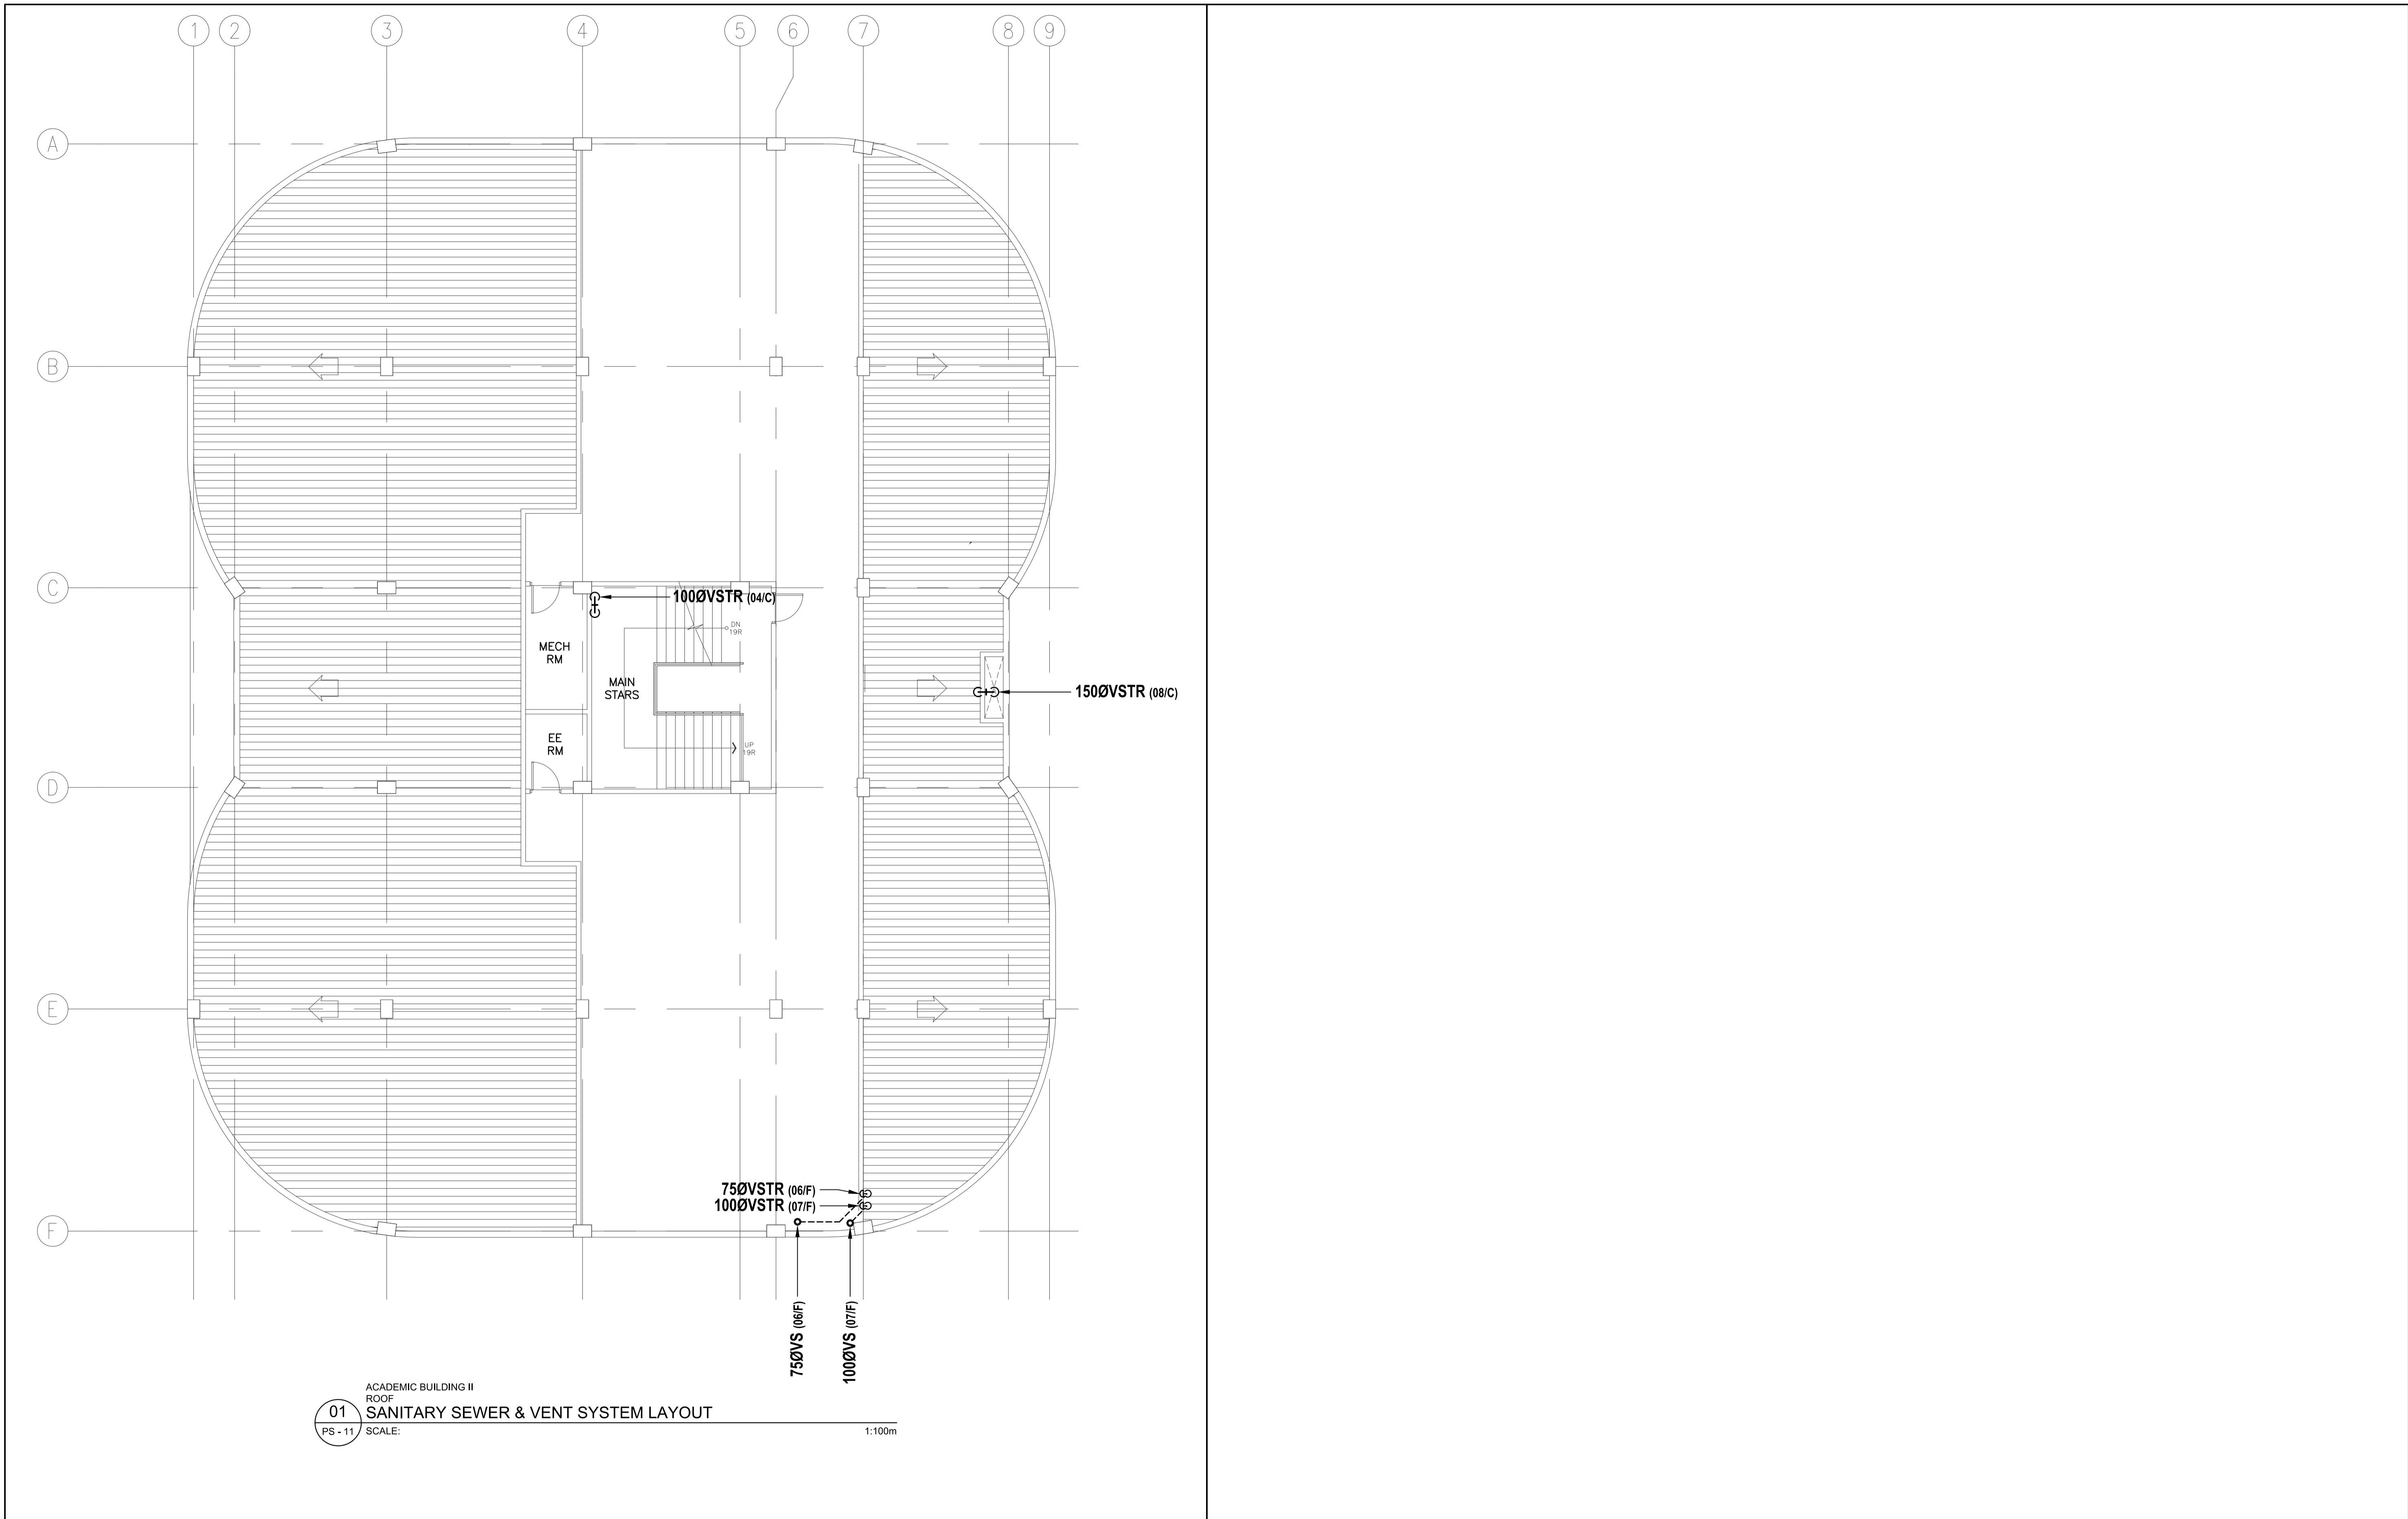 1 2 3 4 5 6 7 8 9
A
B
C
100ØVSTR (04/C)
DN
19R
MECH
RM
MAIN
STARS
150ØVSTR (08/C)
EE
RM
UP
19R
D
E
75ØVSTR (06/F)
100ØVSTR (07/F)
F
75ØVS (06/F)
100ØVS (07/F)
ACADEMIC BUILDING II
ROOF
01 SANITARY SEWER & VENT SYSTEM LAYOUT
PS - 11 SCALE: 1:100m